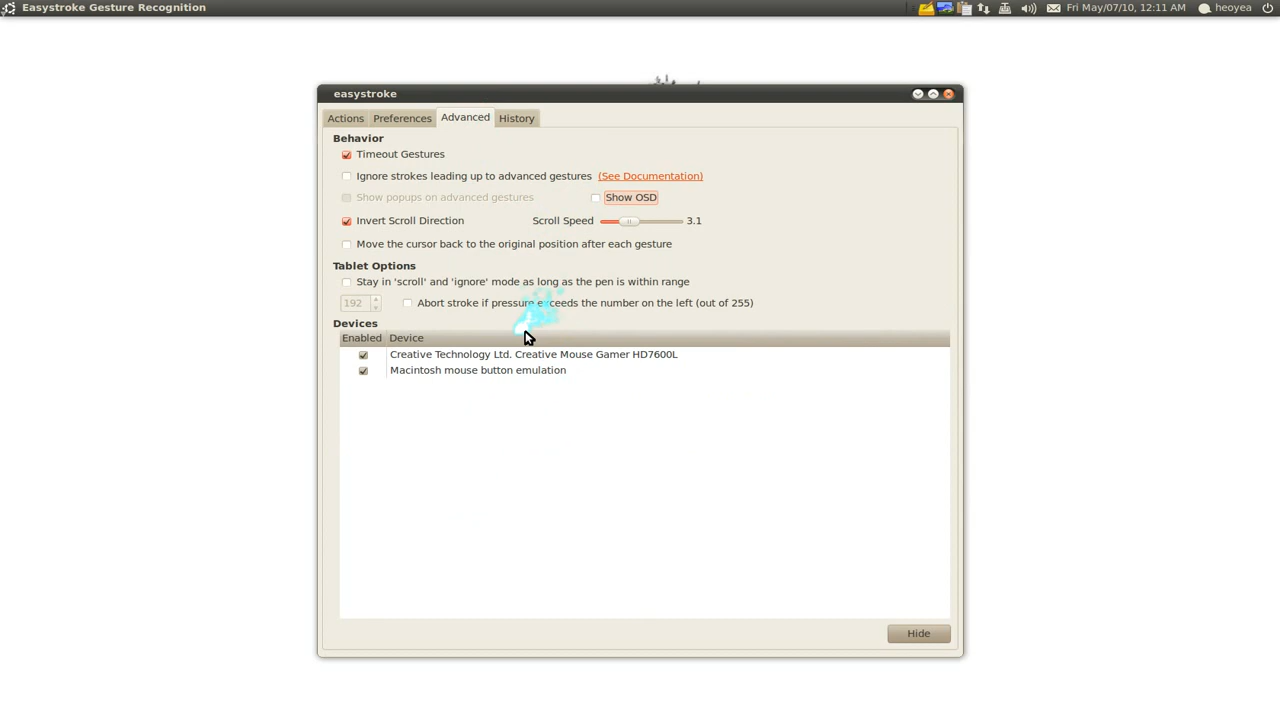 Easystroke Gesture Recognition Fri May/07/10, 12:11 AM heoyea
easystroke
Actions Preferences Advanced History
Behavior
Timeout Gestures
Ignore strokes leading up to advanced gestures (See Documentation)
Show popups on advanced gestures Show OSD
Invert Scroll Direction Scroll Speed 3.1
Move the cursor back to the original position after each gesture
Tablet Options
Stay in 'scroll' and 'ignore' mode as long as the pen is within range
192 Abort stroke if pressure exceeds the number on the left (out of 255)
Devices
Enabled Device
Creative Technology Ltd. Creative Mouse Gamer HD7600L
Macintosh mouse button emulation
Hide